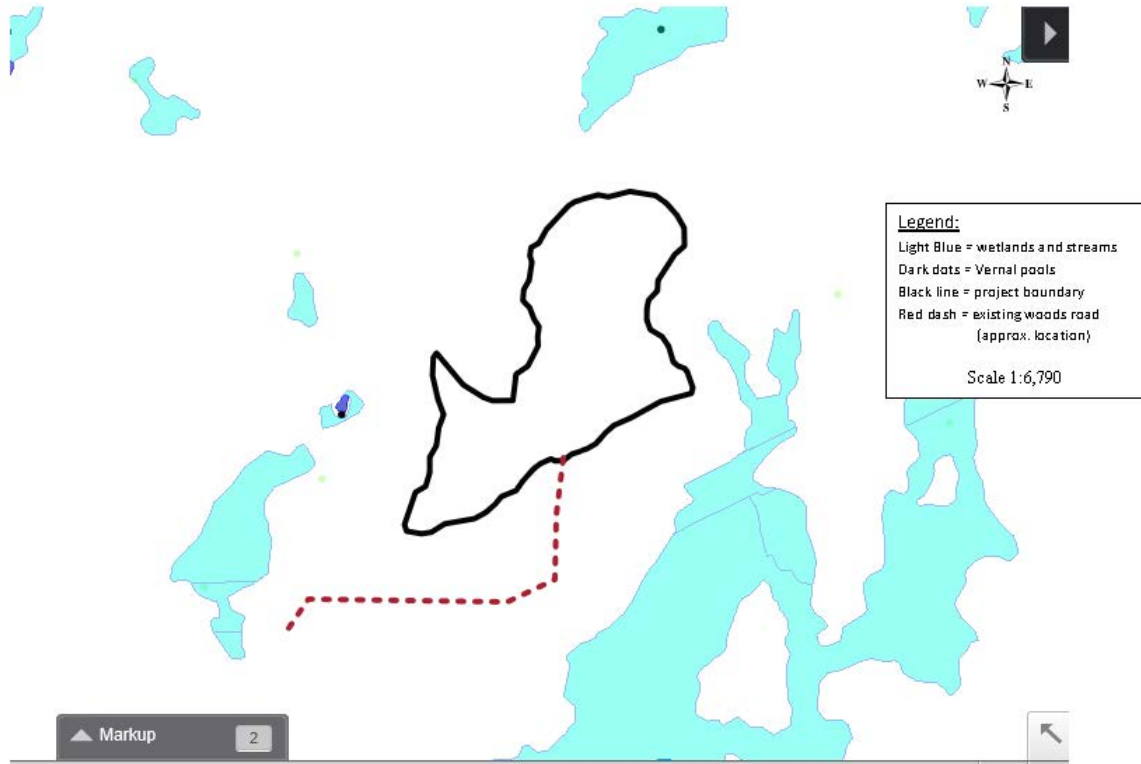 N
W E
S
Legend:
Light Blue = wetlands and streams
Dark dots = Vernal pools
Black line = project boundary
Red dash = existing woods road
(approx. location)
Scale 1:6,790
Markup 2